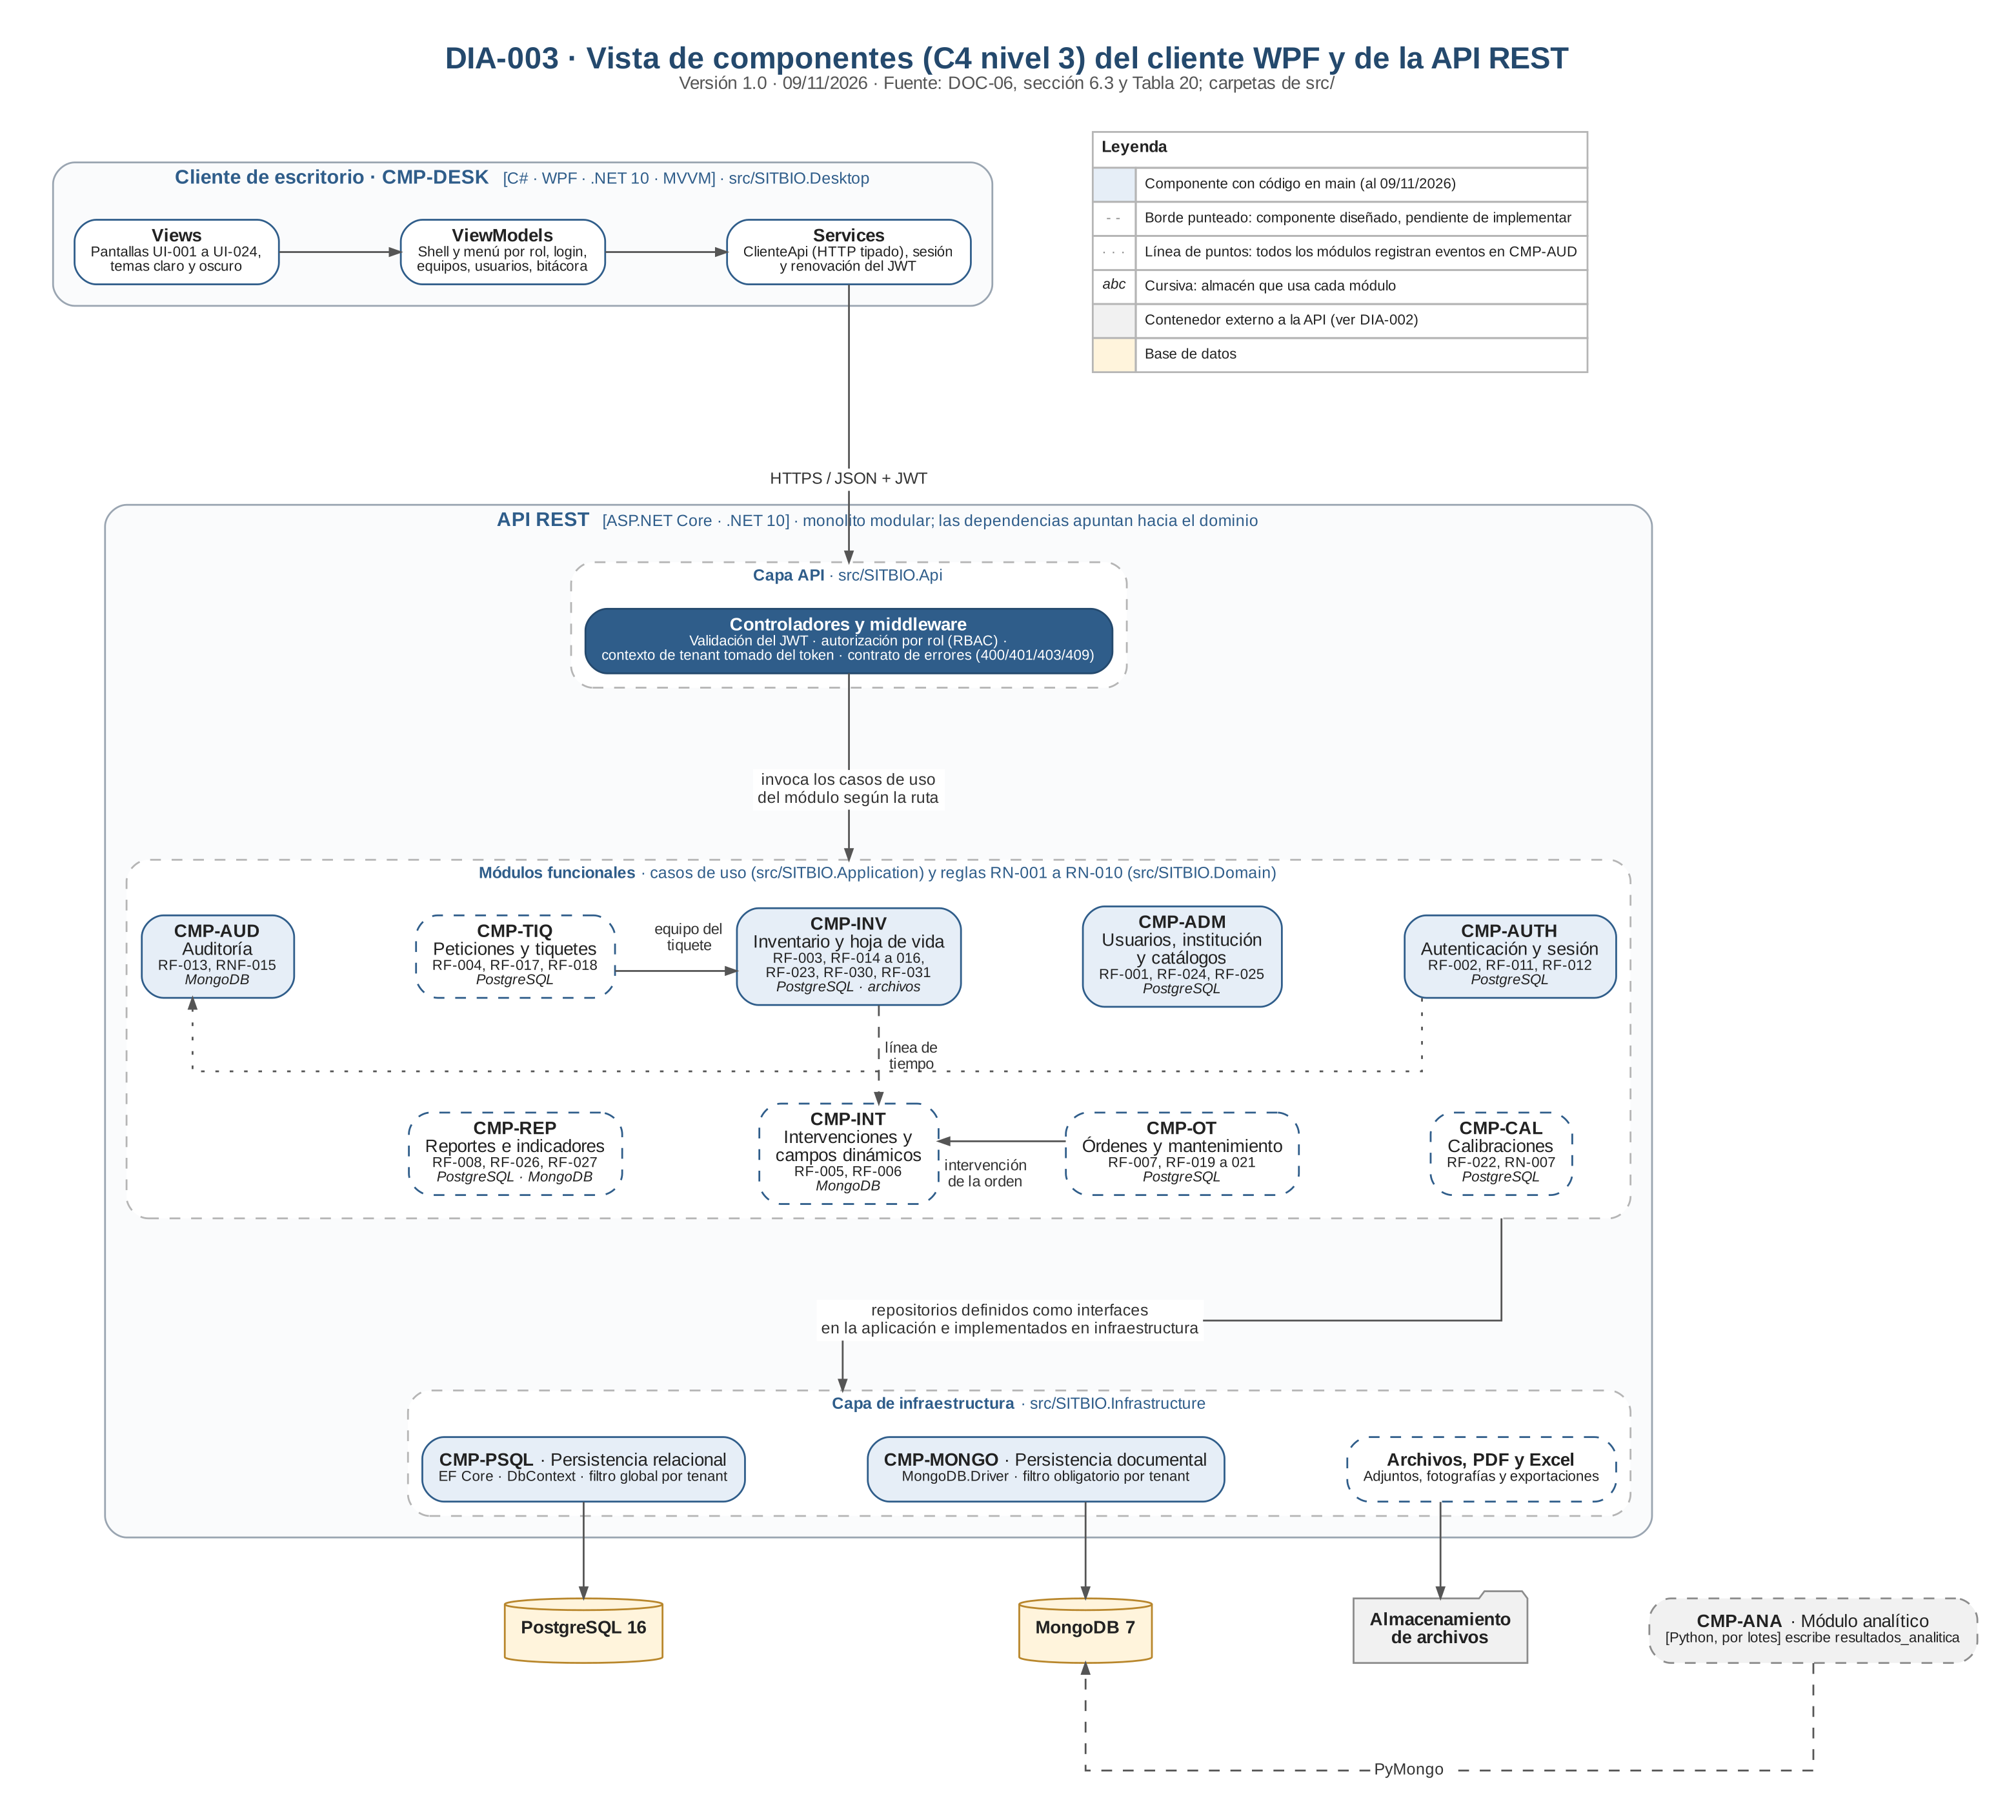 DIA-003 · Vista de componentes (C4 nivel 3) del cliente WPF y de la API REST
Versión 1.0 · 09/11/2026 · Fuente: DOC-06, sección 6.3 y Tabla 20; carpetas de src/
Leyenda
Componente con código en main (al 09/11/2026)
- -
Borde punteado: componente diseñado, pendiente de implementar
· · ·
Línea de puntos: todos los módulos registran eventos en CMP-AUD
abc
Cursiva: almacén que usa cada módulo
Contenedor externo a la API (ver DIA-002)
Base de datos
Cliente de escritorio · CMP-DESK [C# · WPF · .NET 10 · MVVM] · src/SITBIO.Desktop
Views
Pantallas UI-001 a UI-024,
temas claro y oscuro
ViewModels
Shell y menú por rol, login,
equipos, usuarios, bitácora
Services
ClienteApi (HTTP tipado), sesión
y renovación del JWT
HTTPS / JSON + JWT
API REST [ASP.NET Core · .NET 10] · monolito modular; las dependencias apuntan hacia el dominio
Capa API · src/SITBIO.Api
Controladores y middleware
Validación del JWT · autorización por rol (RBAC) ·
contexto de tenant tomado del token · contrato de errores (400/401/403/409)
invoca los casos de uso
del módulo según la ruta
Módulos funcionales · casos de uso (src/SITBIO.Application) y reglas RN-001 a RN-010 (src/SITBIO.Domain)
CMP-AUD
Auditoría
RF-013, RNF-015
MongoDB
CMP-TIQ
Peticiones y tiquetes
RF-004, RF-017, RF-018
PostgreSQL
equipo del
tiquete
CMP-INV
Inventario y hoja de vida
RF-003, RF-014 a 016,
RF-023, RF-030, RF-031
PostgreSQL · archivos
CMP-ADM
Usuarios, institución
y catálogos
RF-001, RF-024, RF-025
PostgreSQL
CMP-AUTH
Autenticación y sesión
RF-002, RF-011, RF-012
PostgreSQL
línea de
tiempo
CMP-REP
Reportes e indicadores
RF-008, RF-026, RF-027
PostgreSQL · MongoDB
CMP-INT
Intervenciones y
campos dinámicos
RF-005, RF-006
MongoDB
intervención
de la orden
CMP-OT
Órdenes y mantenimiento
RF-007, RF-019 a 021
PostgreSQL
CMP-CAL
Calibraciones
RF-022, RN-007
PostgreSQL
repositorios definidos como interfaces
en la aplicación e implementados en infraestructura
Capa de infraestructura · src/SITBIO.Infrastructure
CMP-PSQL · Persistencia relacional
EF Core · DbContext · filtro global por tenant
CMP-MONGO · Persistencia documental
MongoDB.Driver · filtro obligatorio por tenant
Archivos, PDF y Excel
Adjuntos, fotografías y exportaciones
PostgreSQL 16
MongoDB 7
Almacenamiento
de archivos
CMP-ANA · Módulo analítico
[Python, por lotes] escribe resultados_analitica
PyMongo